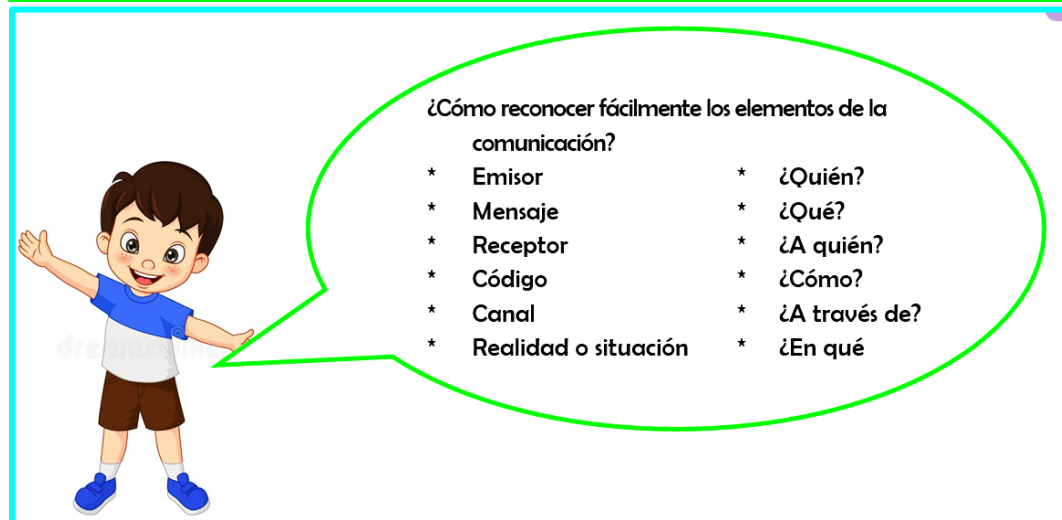 ¿Cómo reconocer fácilmente los elementos de la
comunicación?
* Emisor * ¿Quién?
* Mensaje * ¿Qué?
* Receptor * ¿A quién?
* Código * ¿Cómo?
* Canal * ¿A través de?
* Realidad o situación * ¿En qué